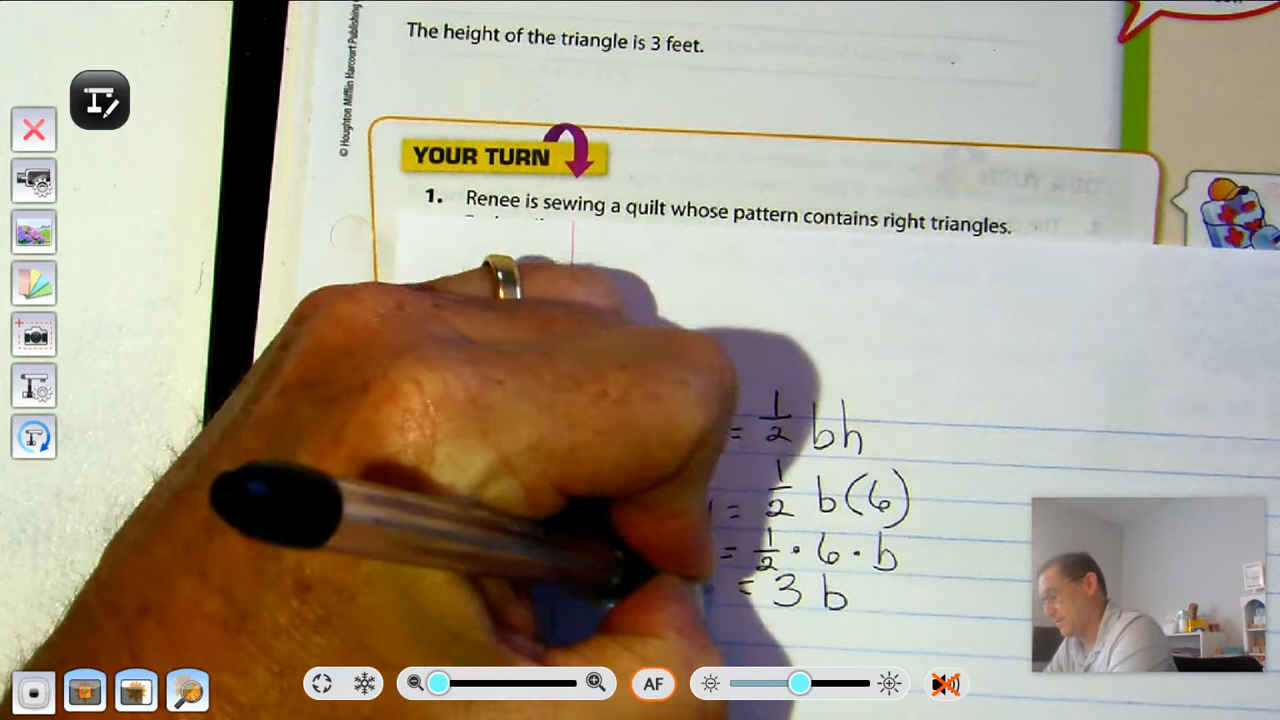 © Houghton Mifflin Harcourt Publishing
The height of the triangle is 3 feet.
YOUR TURN
1. Renee is sewing a quilt whose pattern contains right triangles.
= 1/2 bh
= 1/2 b(6)
= 1/2 · 6 · b
= 3 b
AF